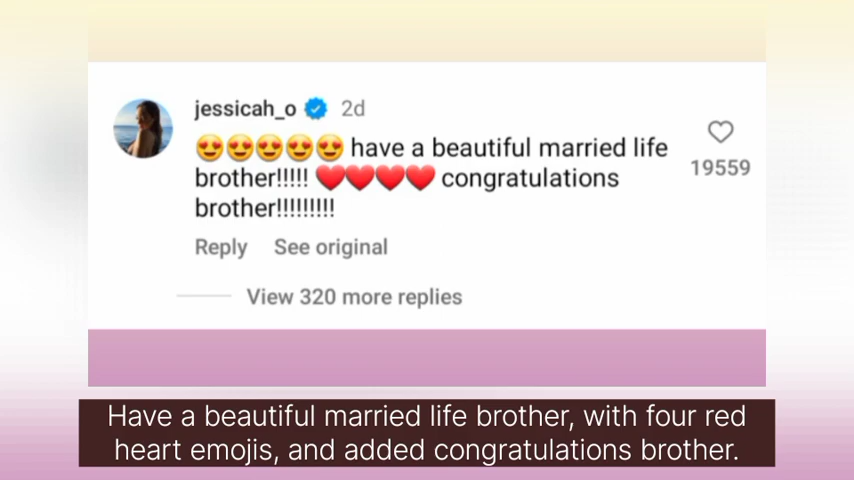 jessicah_o 2d
😍😍😍😍😍 have a beautiful married life
brother!!!!! ❤️❤️❤️❤️ congratulations
brother!!!!!!!!!
19559
Reply See original
View 320 more replies
Have a beautiful married life brother, with four red
heart emojis, and added congratulations brother.